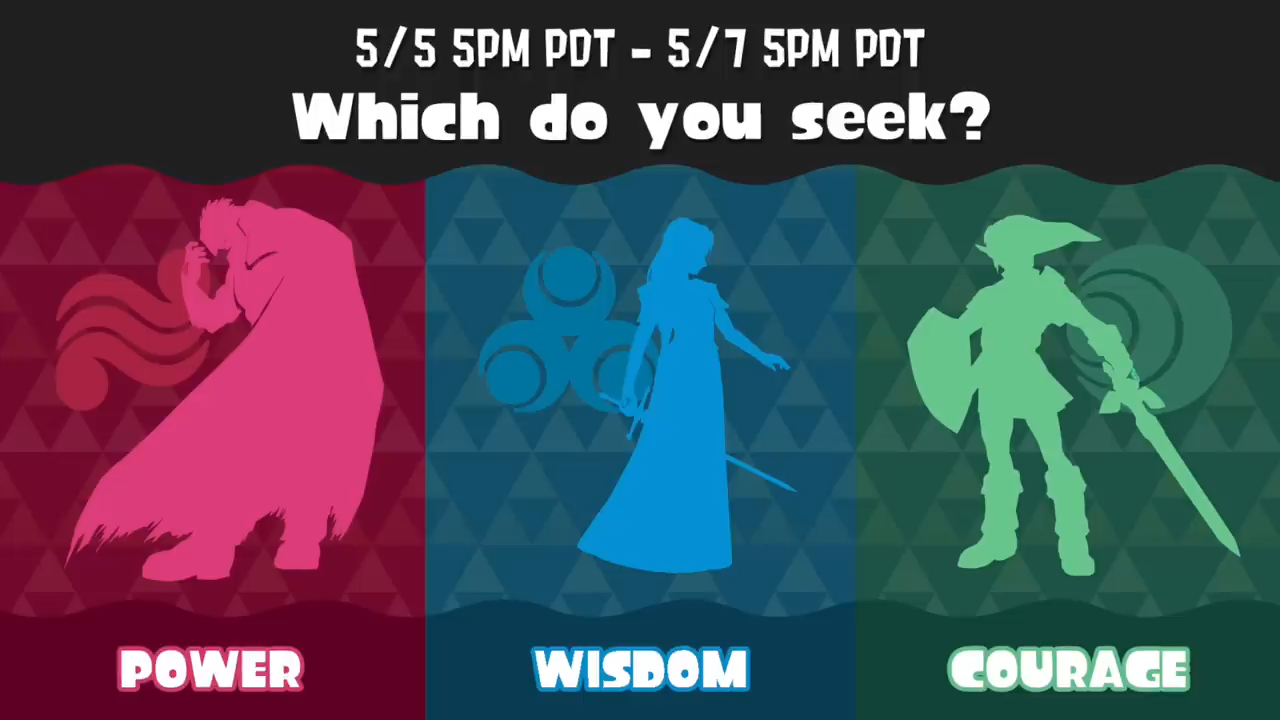 5/5 5PM PDT - 5/7 5PM PDT
Which do you seek?
POWER
WISDOM
COURAGE